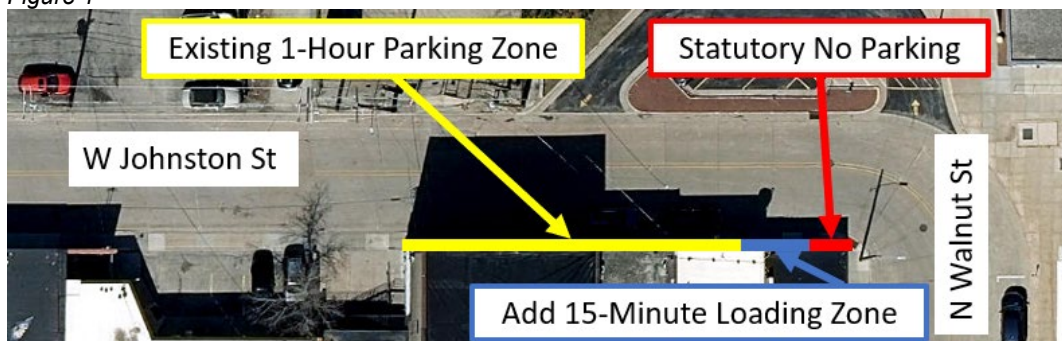 Figure 1
Existing 1-Hour Parking Zone
Statutory No Parking
W Johnston St
N Walnut St
Add 15-Minute Loading Zone